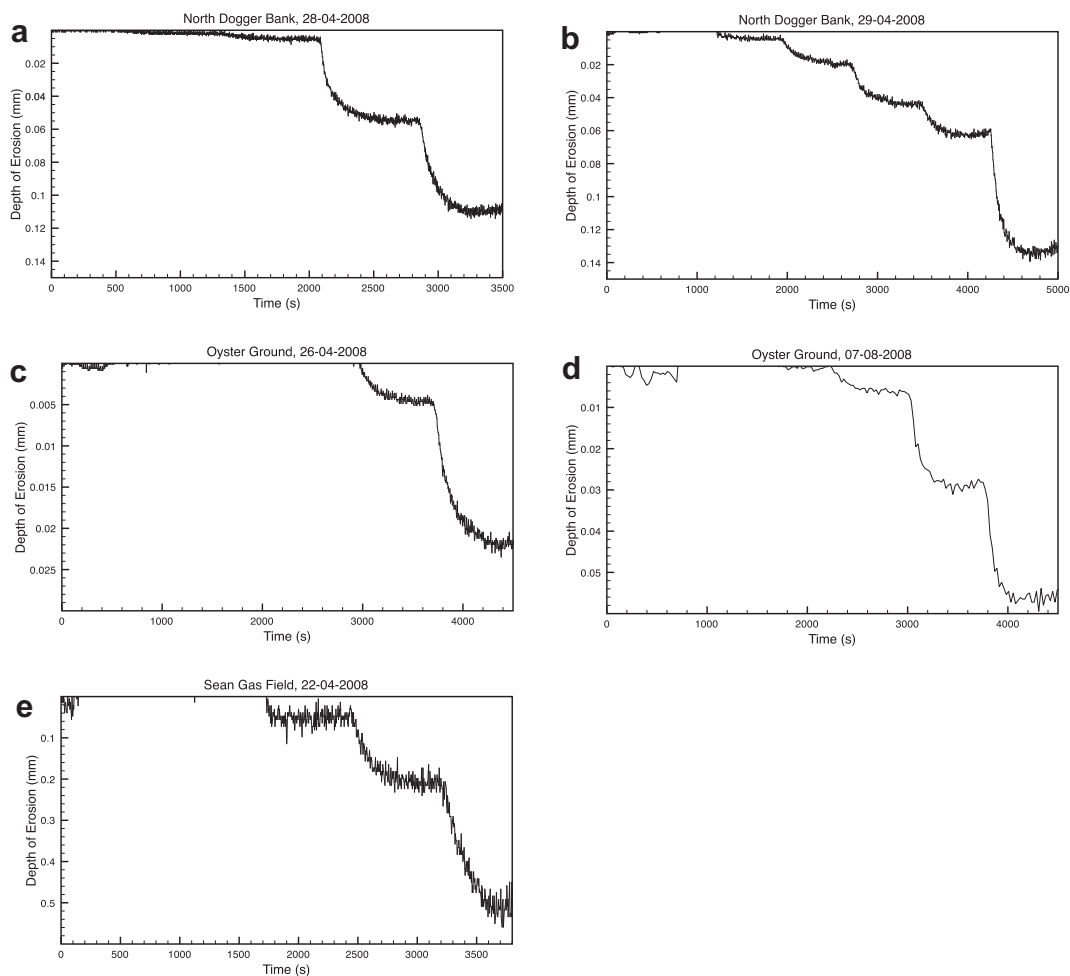 a
North Dogger Bank, 28-04-2008
Depth of Erosion (mm)
0.02
0.04
0.06
0.08
0.1
0.12
0.14
0 500 1000 1500 2000 2500 3000 3500
Time (s)
b
North Dogger Bank, 29-04-2008
Depth of Erosion (mm)
0.02
0.04
0.06
0.08
0.1
0.12
0.14
0 1000 2000 3000 4000 5000
Time (s)
c
Oyster Ground, 26-04-2008
Depth of Erosion (mm)
0.005
0.01
0.015
0.02
0.025
0 1000 2000 3000 4000
Time (s)
d
Oyster Ground, 07-08-2008
Depth of Erosion (mm)
0.01
0.02
0.03
0.04
0.05
0 1000 2000 3000 4000
Time (s)
e
Sean Gas Field, 22-04-2008
Depth of Erosion (mm)
0.1
0.2
0.3
0.4
0.5
0 500 1000 1500 2000 2500 3000 3500
Time (s)